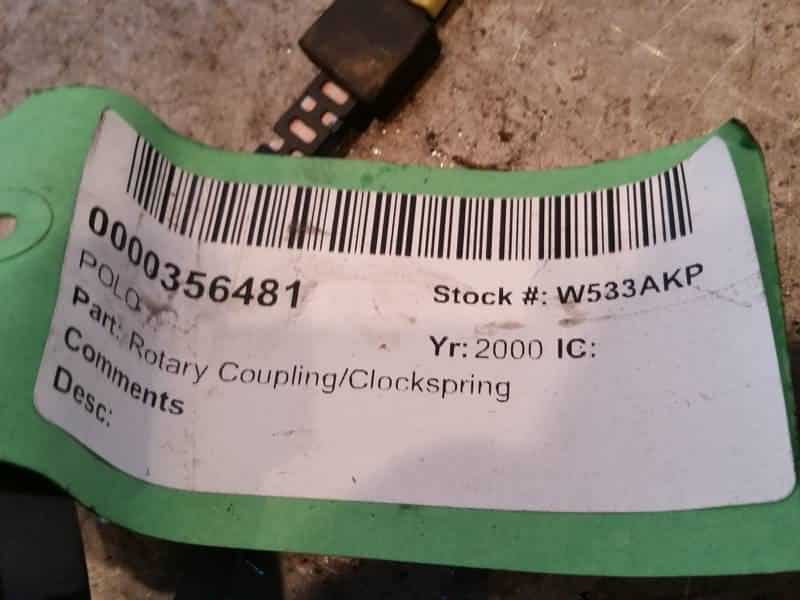 0000356481
Stock #: W533AKP
POLO
Yr: 2000 IC:
Part: Rotary Coupling/Clockspring
Comments
Desc: